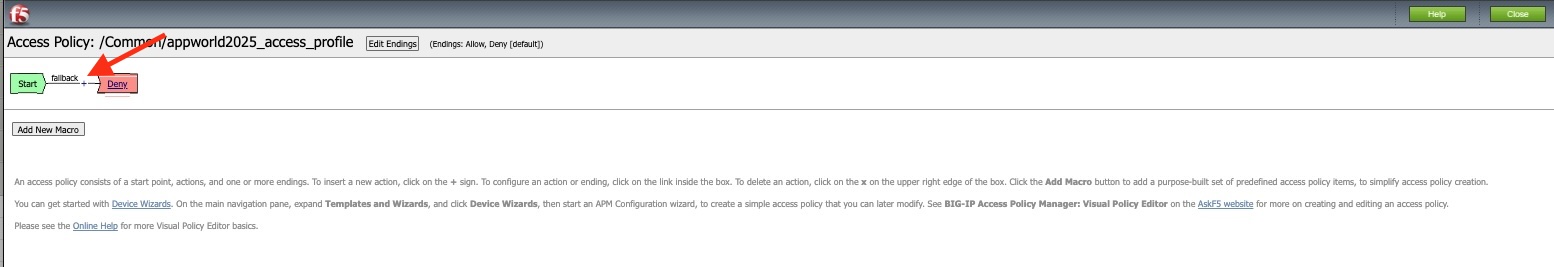 f5
Help
Close
Access Policy: /Common/appworld2025_access_profile Edit Endings (Endings: Allow, Deny [default])
fallback
Start + Deny
Add New Macro
An access policy consists of a start point, actions, and one or more endings. To insert a new action, click on the + sign. To configure an action or ending, click on the link inside the box. To delete an action, click on the x on the upper right edge of the box. Click the Add Macro button to add a purpose-built set of predefined access policy items, to simplify access policy creation.
You can get started with Device Wizards. On the main navigation pane, expand Templates and Wizards, and click Device Wizards, then start an APM Configuration wizard, to create a simple access policy that you can later modify. See BIG-IP Access Policy Manager: Visual Policy Editor on the AskF5 website for more on creating and editing an access policy.
Please see the Online Help for more Visual Policy Editor basics.